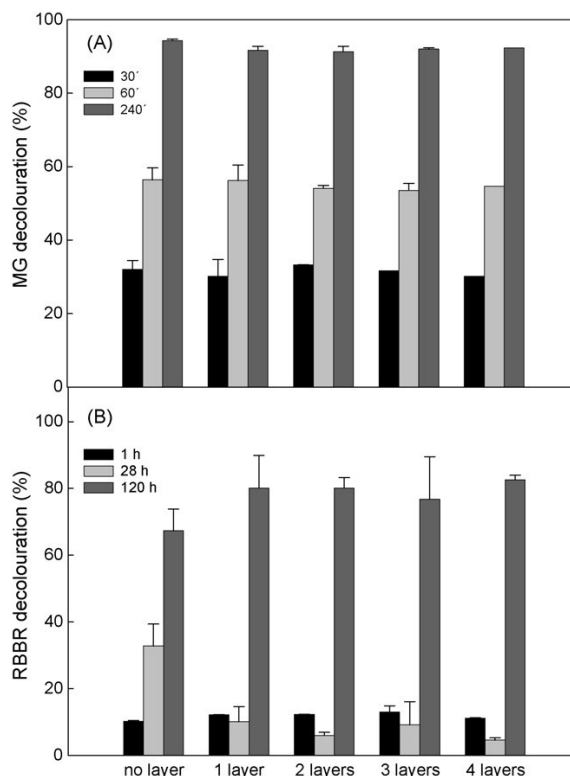 100
(A)
30´
60´
240´
80
60
40
20
0
MG decolouration (%)
100
(B)
1 h
28 h
120 h
80
60
40
20
0
RBBR decolouration (%)
no layer 1 layer 2 layers 3 layers 4 layers